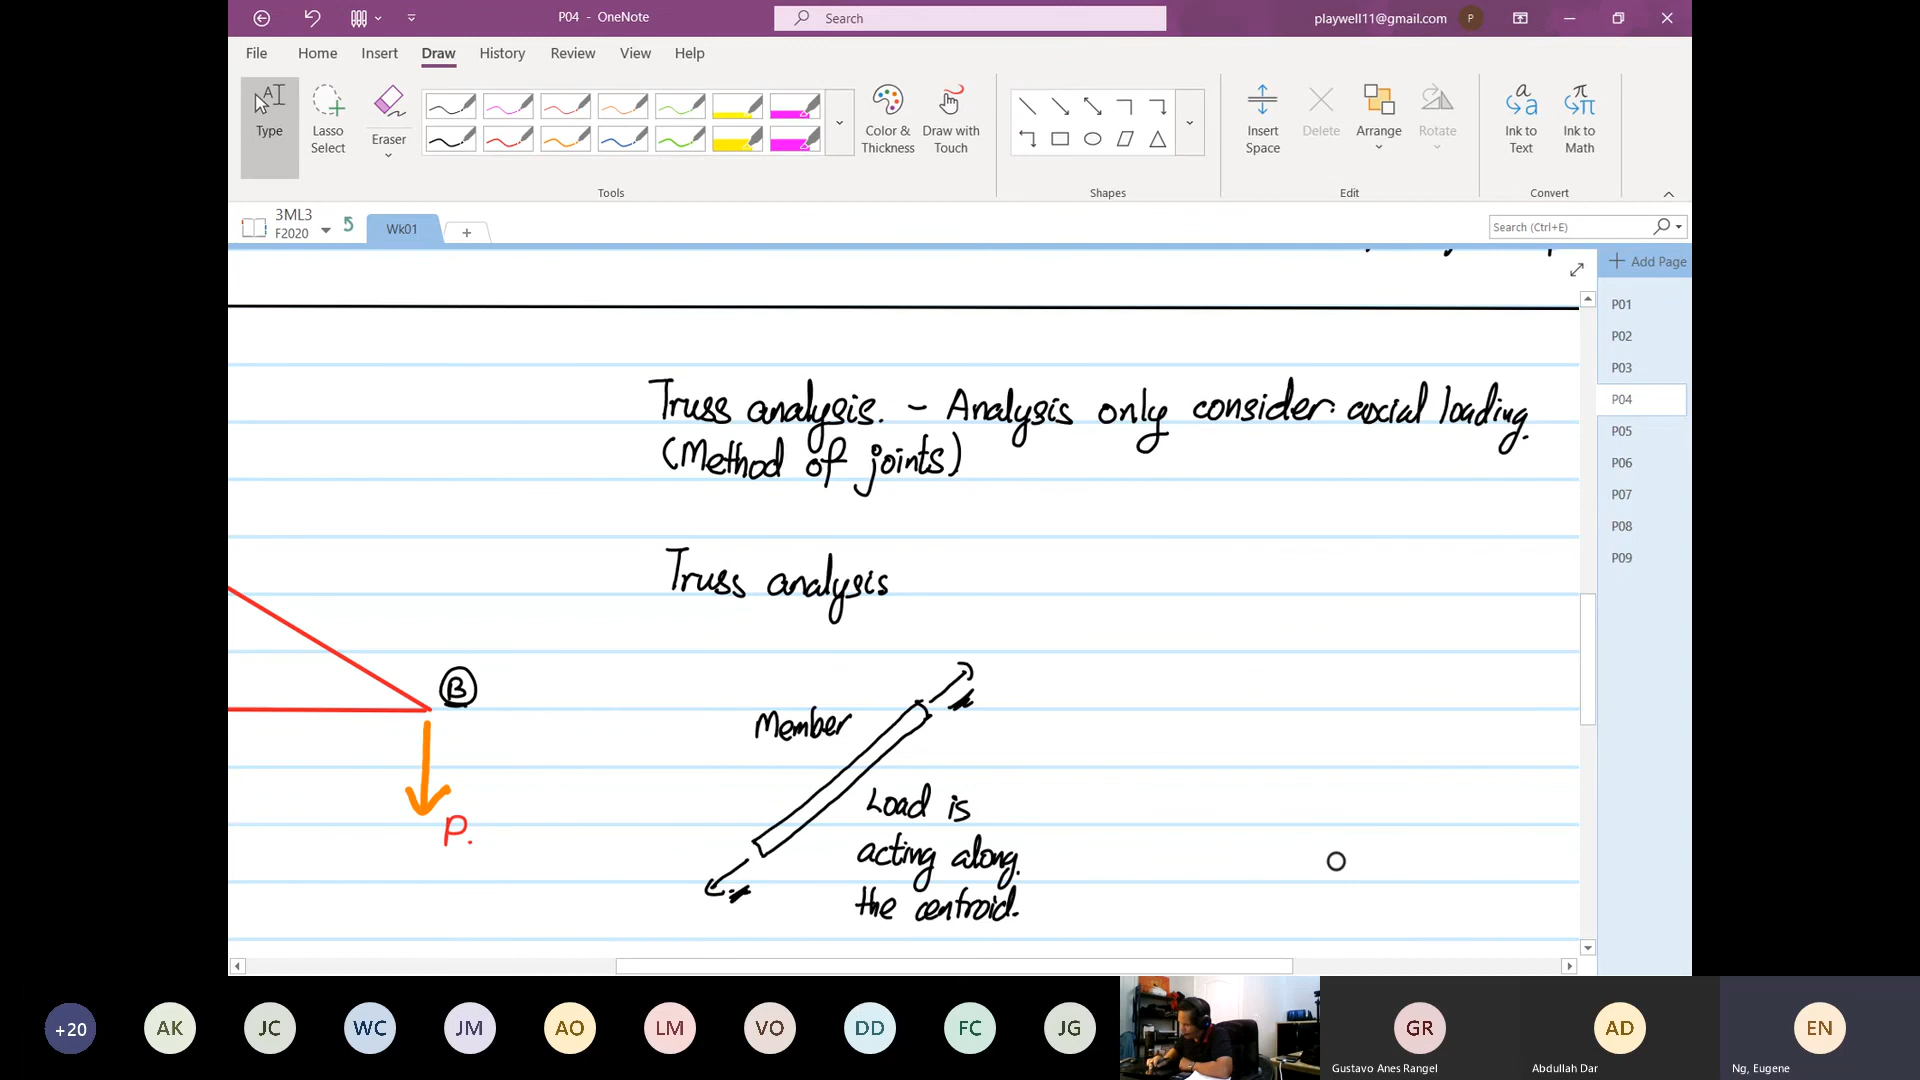 P04 - OneNote
Search
playwell11@gmail.com
P
File
Home
Insert
Draw
History
Review
View
Help
Type
Lasso
Select
Eraser
Color &
Thickness
Draw with
Touch
Insert
Space
Delete
Arrange
Rotate
Ink to
Text
Ink to
Math
Tools
Shapes
Edit
Convert
3ML3
F2020
Wk01
Search (Ctrl+E)
Add Page
P01
P02
P03
P04
P05
P06
P07
P08
P09
Truss analysis. - Analysis only consider axial loading.
(Method of joints)
Truss analysis
B
P.
Member
Load is
acting along
the centroid.
+20
AK
JC
WC
JM
AO
LM
VO
DD
FC
JG
GR
Gustavo Anes Rangel
AD
Abdullah Dar
EN
Ng, Eugene